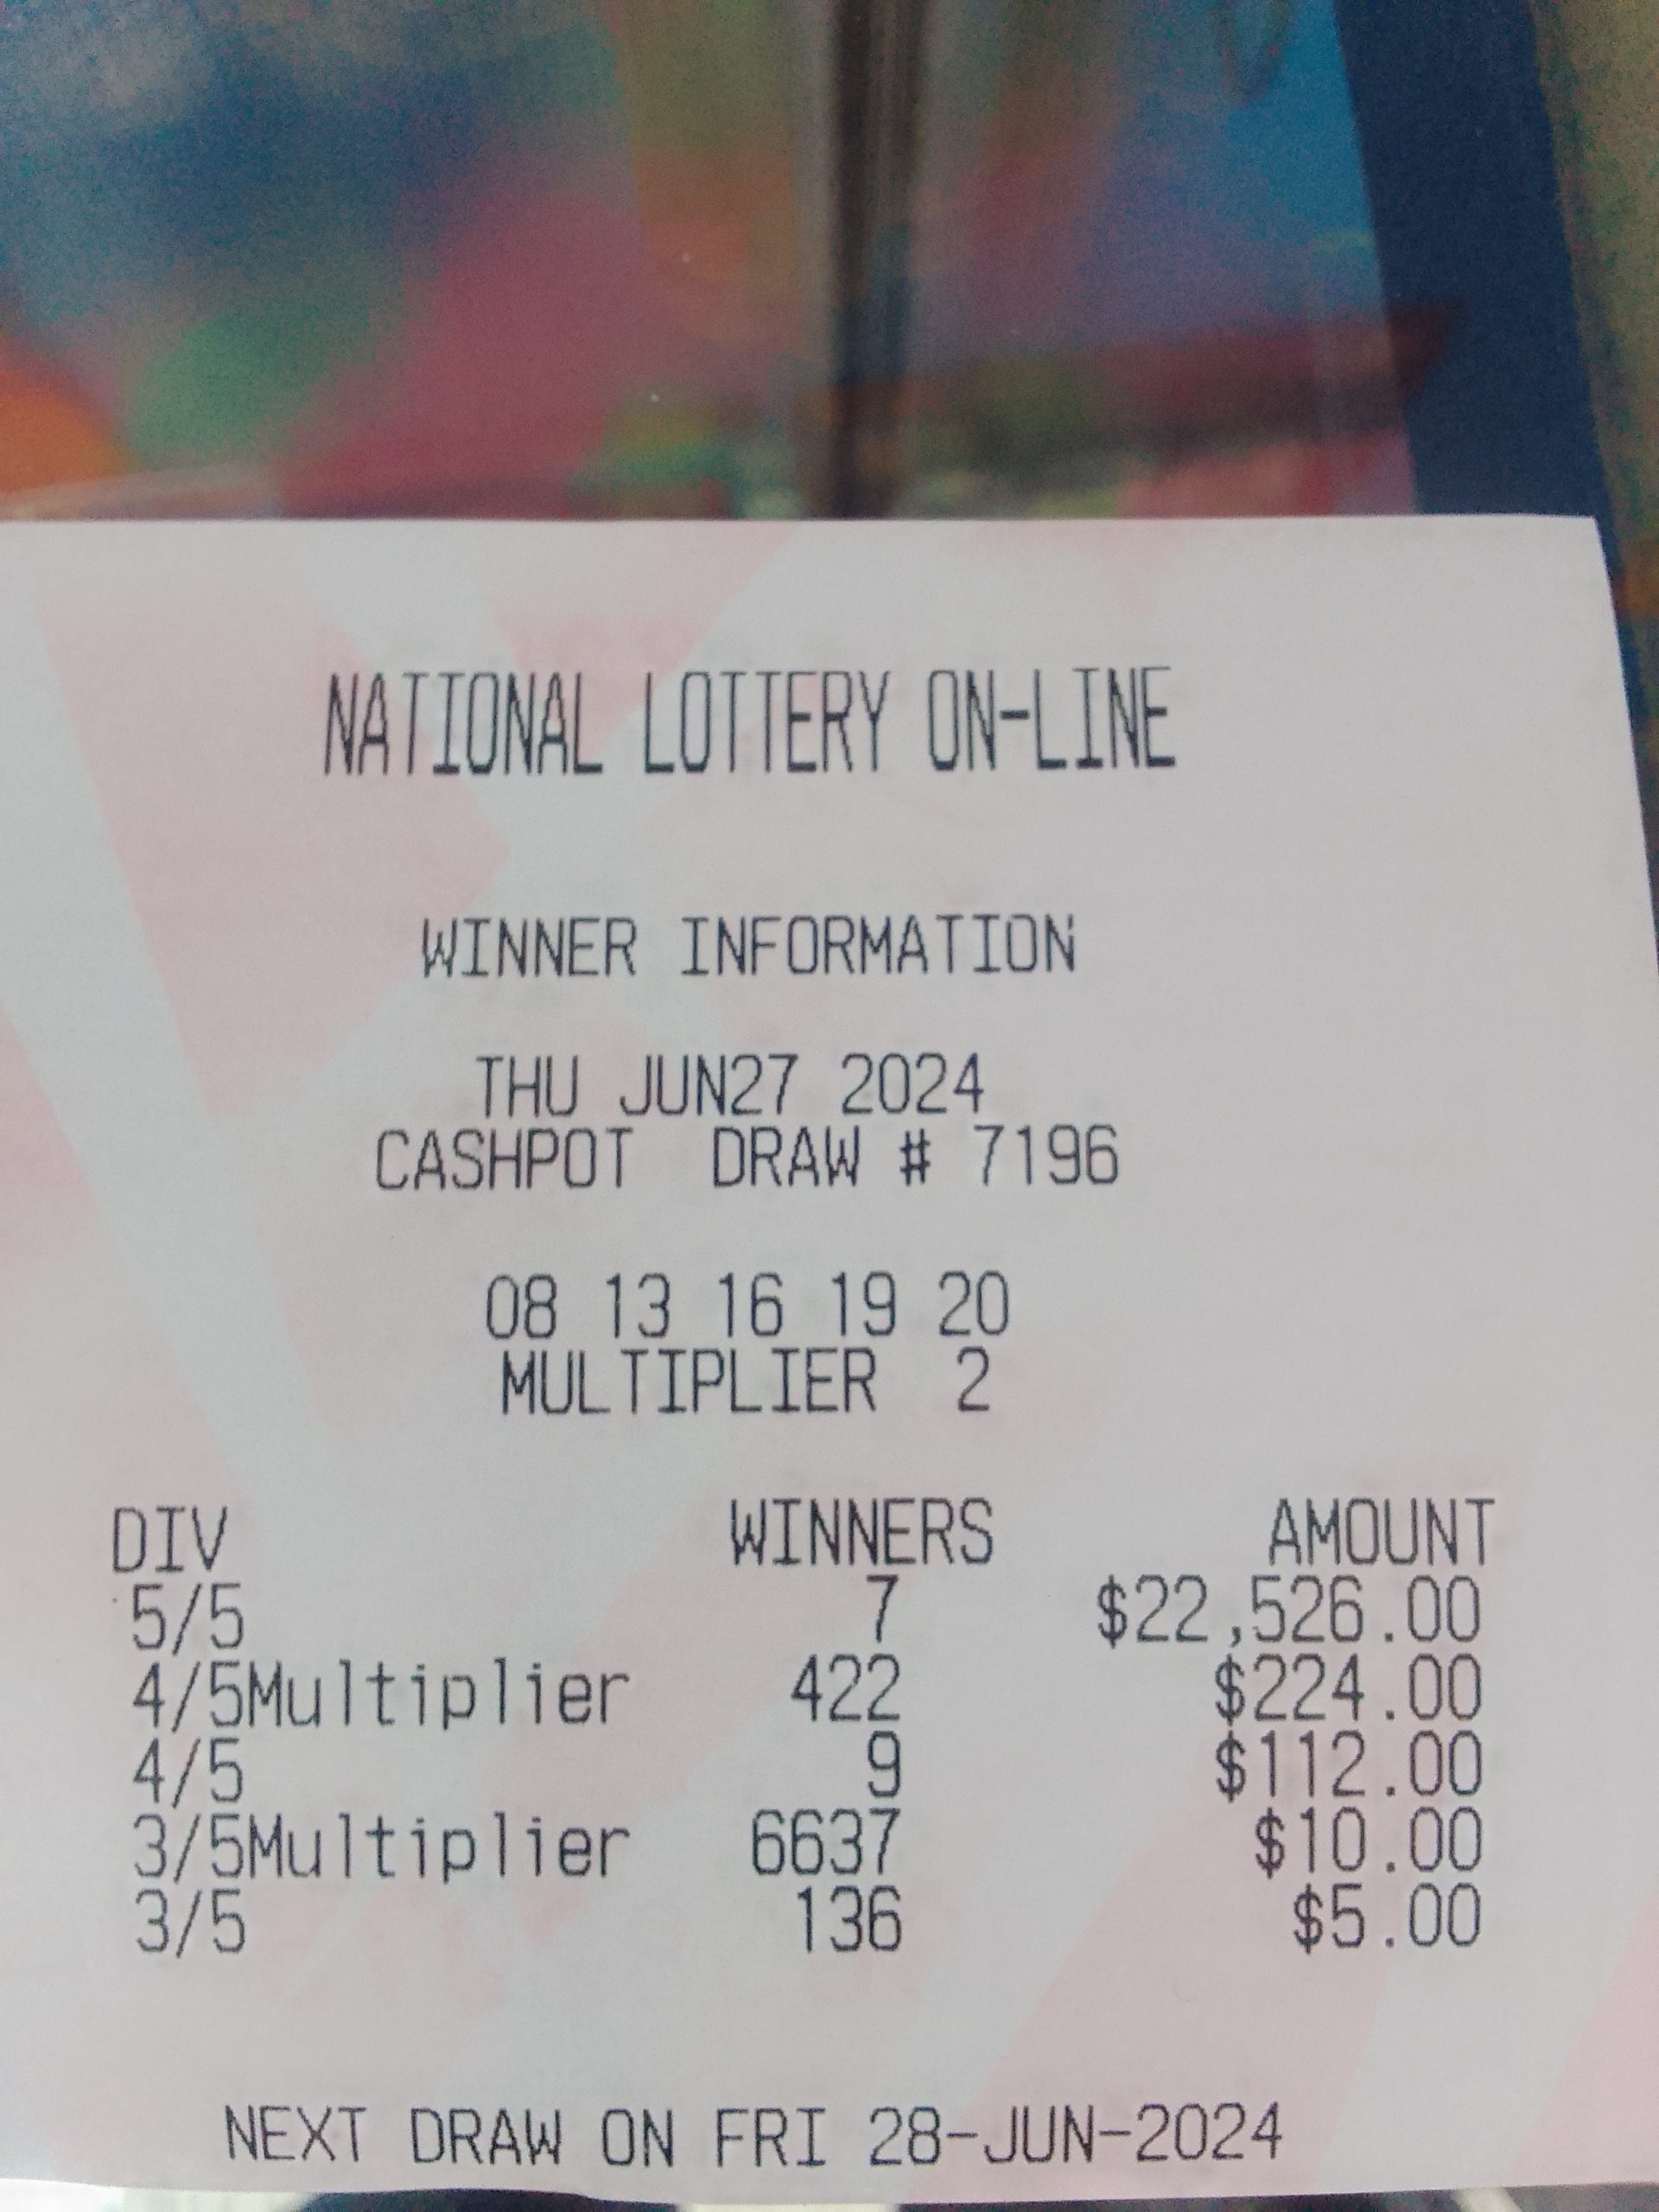 NATIONAL LOTTERY ON-LINE
WINNER INFORMATION
THU JUN27 2024
CASHPOT DRAW # 7196
08 13 16 19 20
MULTIPLIER 2
DIV WINNERS AMOUNT
5/5 7 $22,526.00
4/5Multiplier 422 $224.00
4/5 9 $112.00
3/5Multiplier 6637 $10.00
3/5 136 $5.00
NEXT DRAW ON FRI 28-JUN-2024